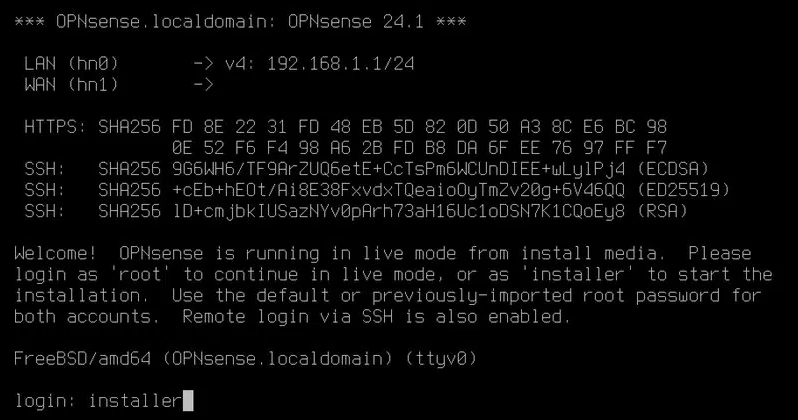 *** OPNsense.localdomain: OPNsense 24.1 ***
LAN (hn0) -> v4: 192.168.1.1/24
WAN (hn1) ->
HTTPS: SHA256 FD 8E 22 31 FD 48 EB 5D 82 0D 50 A3 8C E6 BC 98
0E 52 F6 F4 98 A6 2B FD B8 DA 6F EE 76 97 FF F7
SSH: SHA256 9G6WH6/TF9ArZUQ6etE+CcTsPm6WCUnDIEE+wLylPj4 (ECDSA)
SSH: SHA256 +cEb+hEOt/Ai8E38FxvdxTQeaioOyTmZv20g+6V46QQ (ED25519)
SSH: SHA256 lD+cmjbkIUSazNYv0pArh73aH16Uc1oDSN7K1CQoEy8 (RSA)
Welcome!  OPNsense is running in live mode from install media.  Please
login as 'root' to continue in live mode, or as 'installer' to start the
installation.  Use the default or previously-imported root password for
both accounts.  Remote login via SSH is also enabled.
FreeBSD/amd64 (OPNsense.localdomain) (ttyv0)
login: installer